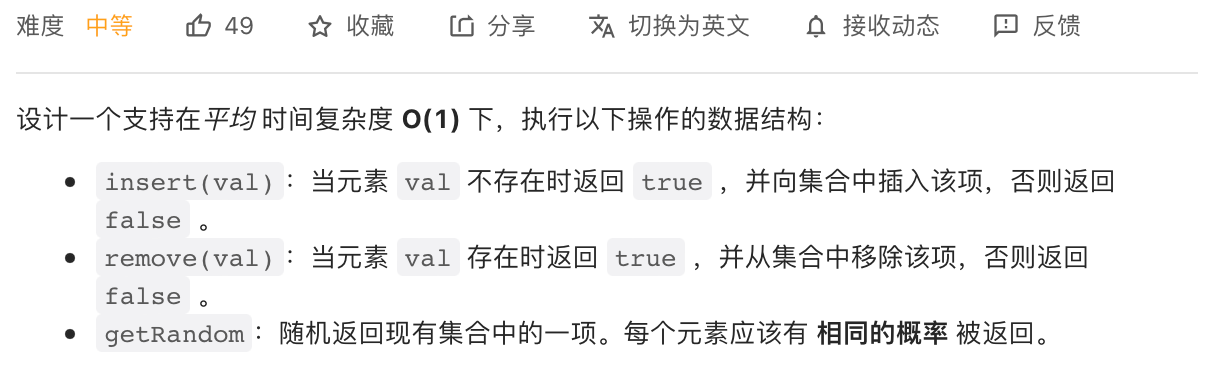 难度 中等 49 收藏 分享 切换为英文 接收动态 反馈
设计一个支持在平均 时间复杂度 O(1) 下，执行以下操作的数据结构：
insert(val)：当元素 val 不存在时返回 true ，并向集合中插入该项，否则返回
false 。
remove(val)：当元素 val 存在时返回 true ，并从集合中移除该项，否则返回
false 。
getRandom：随机返回现有集合中的一项。每个元素应该有 相同的概率 被返回。